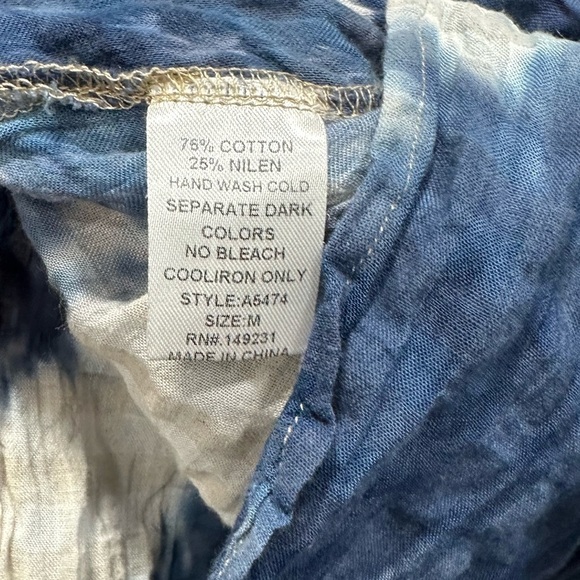 75% COTTON
25% NILEN
HAND WASH COLD
SEPARATE DARK
COLORS
NO BLEACH
COOLIRON ONLY
STYLE:A5474
SIZE:M
RN#.149231
MADE IN CHINA